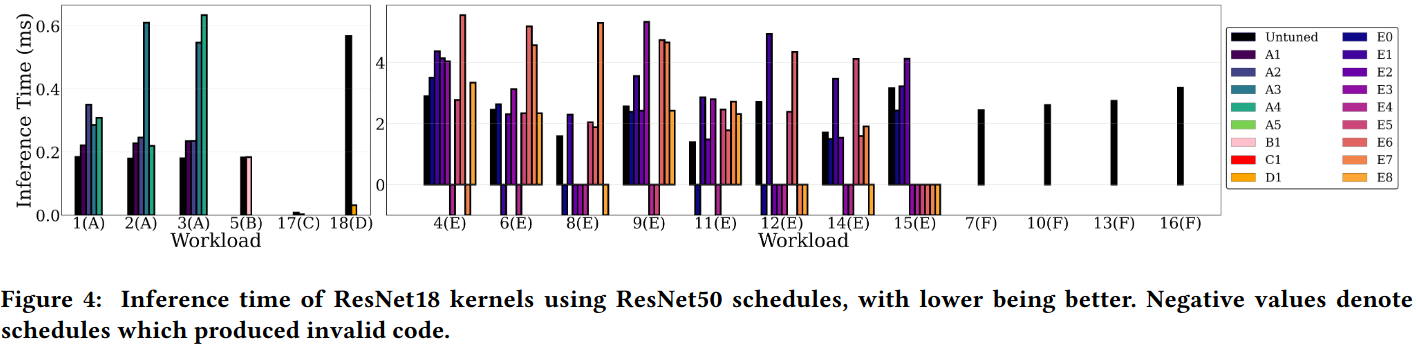 Inference Time (ms)
0.6
0.4
0.2
0.0
1(A) 2(A) 3(A) 5(B) 17(C) 18(D)
Workload
4
2
0
4(E) 6(E) 8(E) 9(E) 11(E) 12(E) 14(E) 15(E) 7(F) 10(F) 13(F) 16(F)
Workload
Untuned E0
A1 E1
A2 E2
A3 E3
A4 E4
A5 E5
B1 E6
C1 E7
D1 E8
Figure 4: Inference time of ResNet18 kernels using ResNet50 schedules, with lower being better. Negative values denote
schedules which produced invalid code.